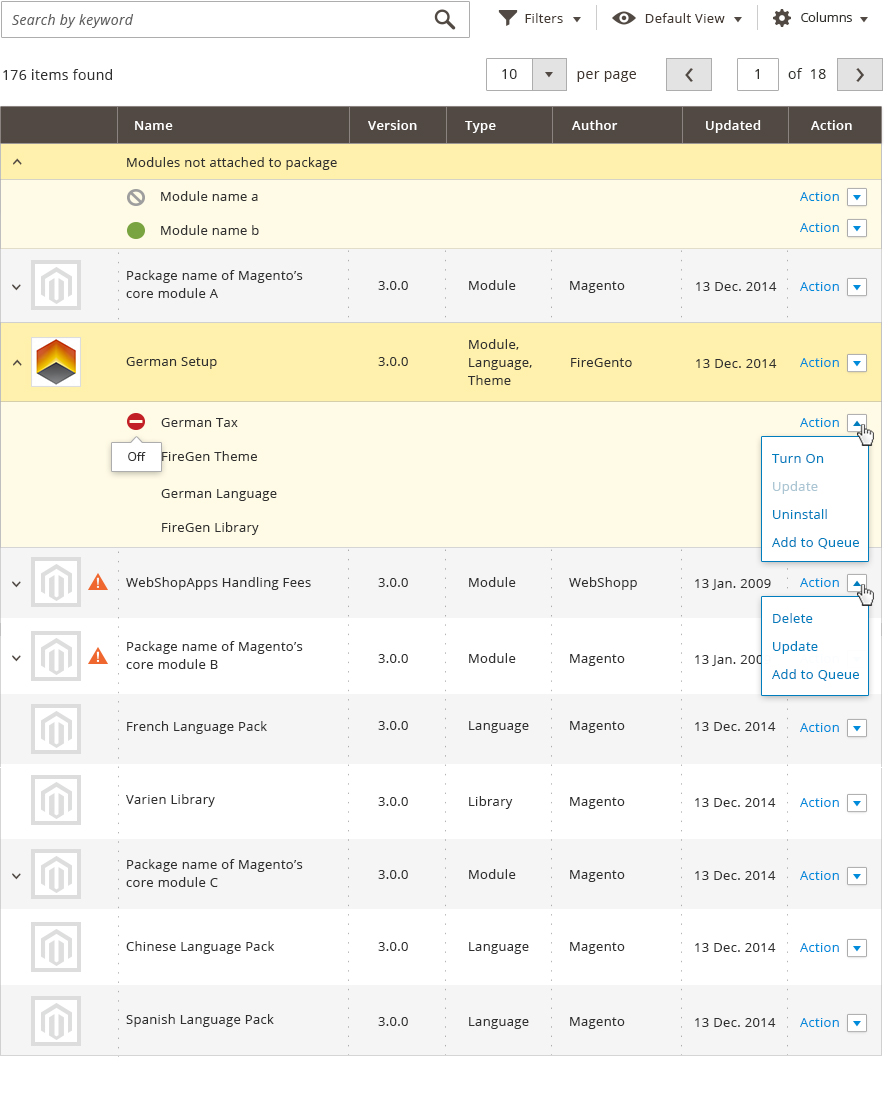 Search by keyword
Filters
Default View
Columns
176 items found
10
per page
1
of 18
Name Version Type Author Updated Action
Modules not attached to package
Module name a Action
Module name b Action
Package name of Magento’s
core module A
3.0.0 Module Magento 13 Dec. 2014 Action
German Setup 3.0.0
Module,
Language,
Theme
FireGento 13 Dec. 2014 Action
German Tax Action
Off
FireGen Theme
German Language
FireGen Library
Turn On
Update
Uninstall
Add to Queue
WebShopApps Handling Fees 3.0.0 Module WebShopp 13 Jan. 2009 Action
Delete
Update
Add to Queue
Package name of Magento’s
core module B
3.0.0 Module Magento 13 Jan.
French Language Pack 3.0.0 Language Magento 13 Dec. 2014 Action
Varien Library 3.0.0 Library Magento 13 Dec. 2014 Action
Package name of Magento’s
core module C
3.0.0 Module Magento 13 Dec. 2014 Action
Chinese Language Pack 3.0.0 Language Magento 13 Dec. 2014 Action
Spanish Language Pack 3.0.0 Language Magento 13 Dec. 2014 Action